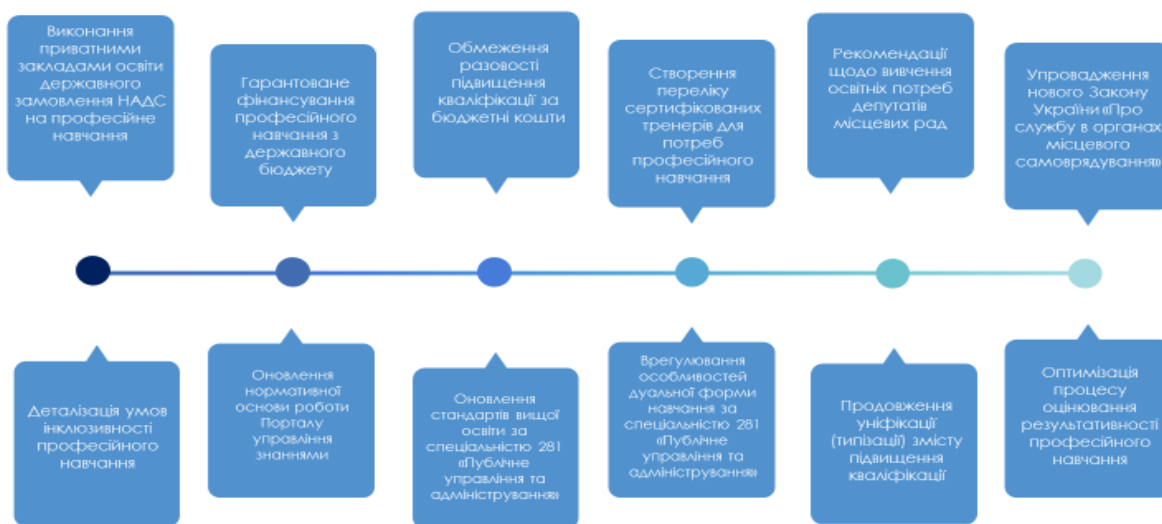 Виконання
приватними
закладами освіти
державного
замовлення НАДС
на професійне
навчання
Гарантоване
фінансування
професійного
навчання з
державного
бюджету
Обмеження
разовості
підвищення
кваліфікації за
бюджетні кошти
Створення
переліку
сертифікованих
тренерів для
потреб
професійного
навчання
Рекомендації
щодо вивчення
освітніх потреб
депутатів
місцевих рад
Упровадження
нового Закону
України «Про
службу в органах
місцевого
самоврядування»
Деталізація умов
інклюзивності
професійного
навчання
Оновлення
нормативної
основи роботи
Порталу
управління
знаннями
Оновлення
стандартів вищої
освіти за
спеціальністю 281
«Публічне
управління та
адміністрування»
Врегулювання
особливостей
дуальної форми
навчання за
спеціальністю 281
«Публічне
управління та
адміністрування»
Продовження
уніфікації
(типізації) змісту
підвищення
кваліфікації
Оптимізація
процесу
оцінювання
результативності
професійного
навчання